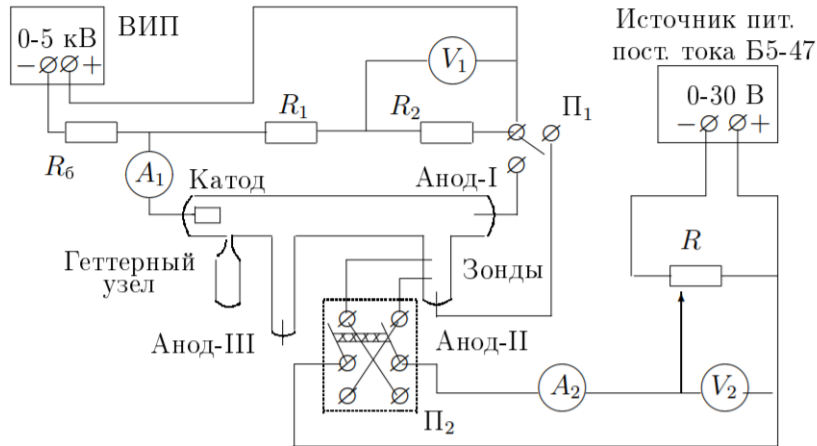 ВИП
0-5 кВ
− +
Источник пит.
пост. тока Б5-47
0-30 В
− +
V₁
R₁
R₂
П₁
Rб
A₁
Катод
Анод-I
R
Геттерный
узел
Зонды
Анод-III
Анод-II
A₂
V₂
П₂